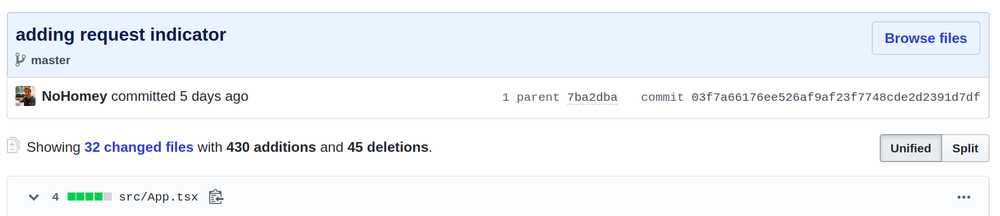 adding request indicator
Browse files
master
NoHomey committed 5 days ago
1 parent 7ba2dba commit 03f7a66176ee526af9af23f7748cde2d2391d7df
Showing 32 changed files with 430 additions and 45 deletions.
Unified Split
4 src/App.tsx